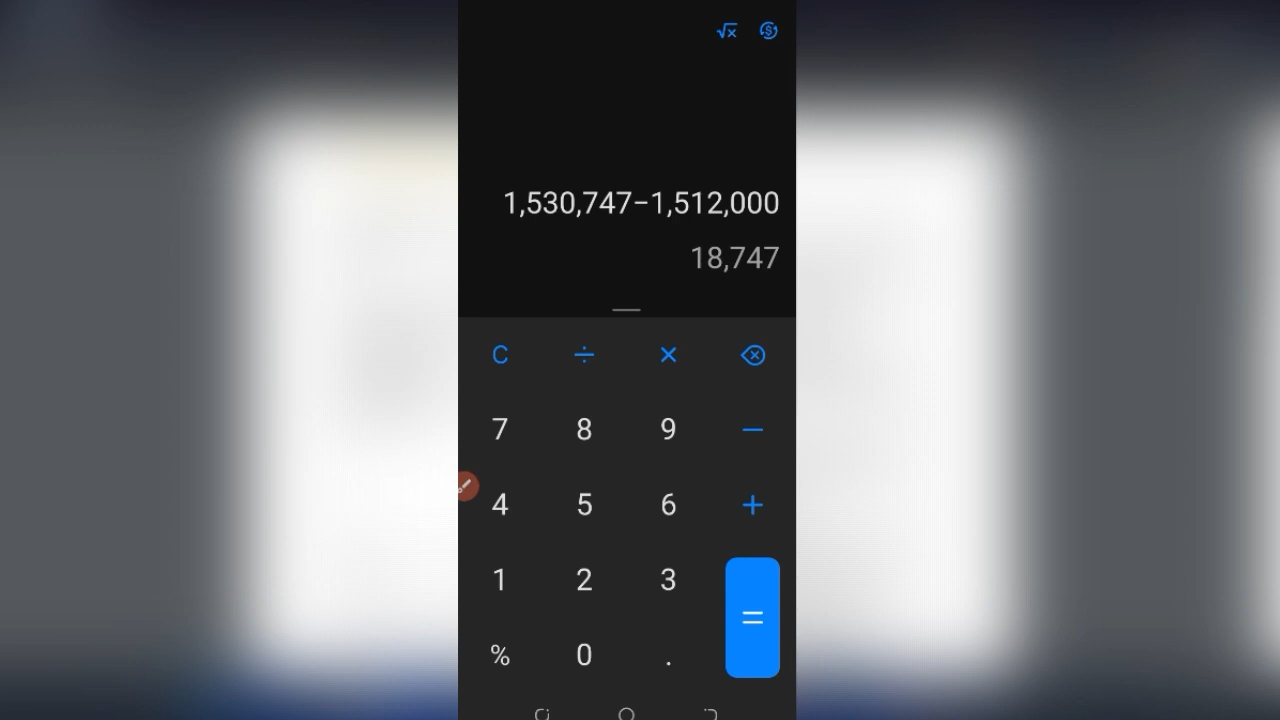 √x $
1,530,747−1,512,000
18,747
C ÷ ×
7 8 9 −
4 5 6 +
1 2 3
% 0 . =